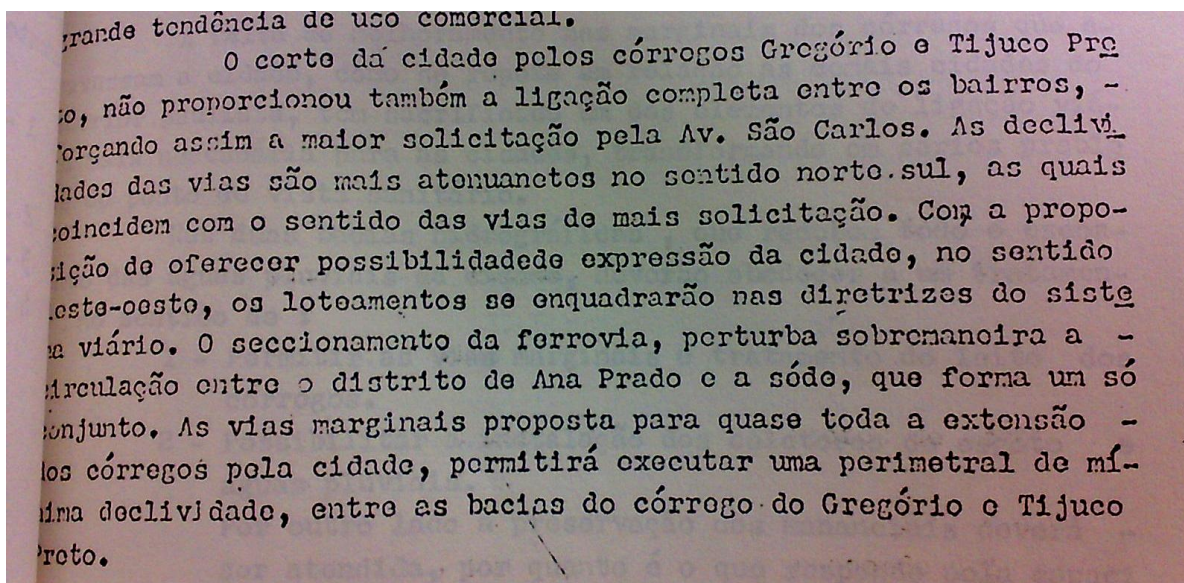 grande tendência de uso comercial.
O corte da cidade pelos córregos Gregório e Tijuco Pre
to, não proporcionou também a ligação completa entre os bairros, -
forçando assim a maior solicitação pela Av. São Carlos. As declivi
dades das vias são mais atenuanetos no sentido norte.sul, as quais
coincidem com o sentido das vias de mais solicitação. Com a propo-
sição de oferecer possibilidadede expressão da cidade, no sentido
leste-oeste, os loteamentos se enquadrarão nas diretrizes do siste
ma viário. O seccionamento da ferrovia, perturba sobremaneira a -
circulação entre o distrito de Ana Prado e a séde, que forma um só
conjunto. As vias marginais proposta para quase toda a extensão -
dos córregos pela cidade, permitirá executar uma perimetral de mí-
nima declividade, entre as bacias do córrego do Gregório e Tijuco
Preto.